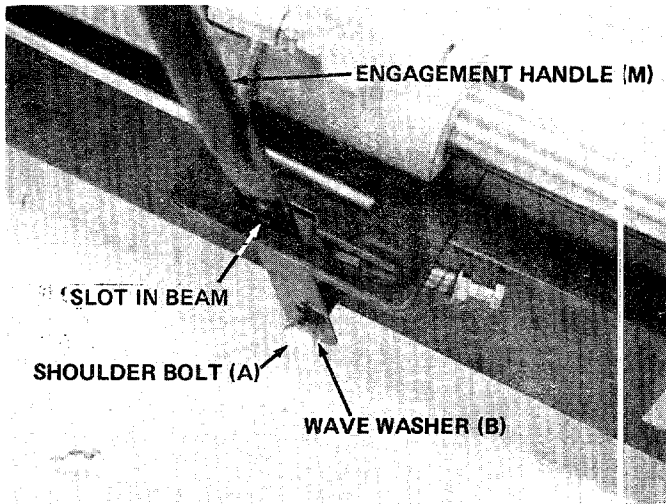 ENGAGEMENT HANDLE (M)
SLOT IN BEAM
SHOULDER BOLT (A)
WAVE WASHER (B)